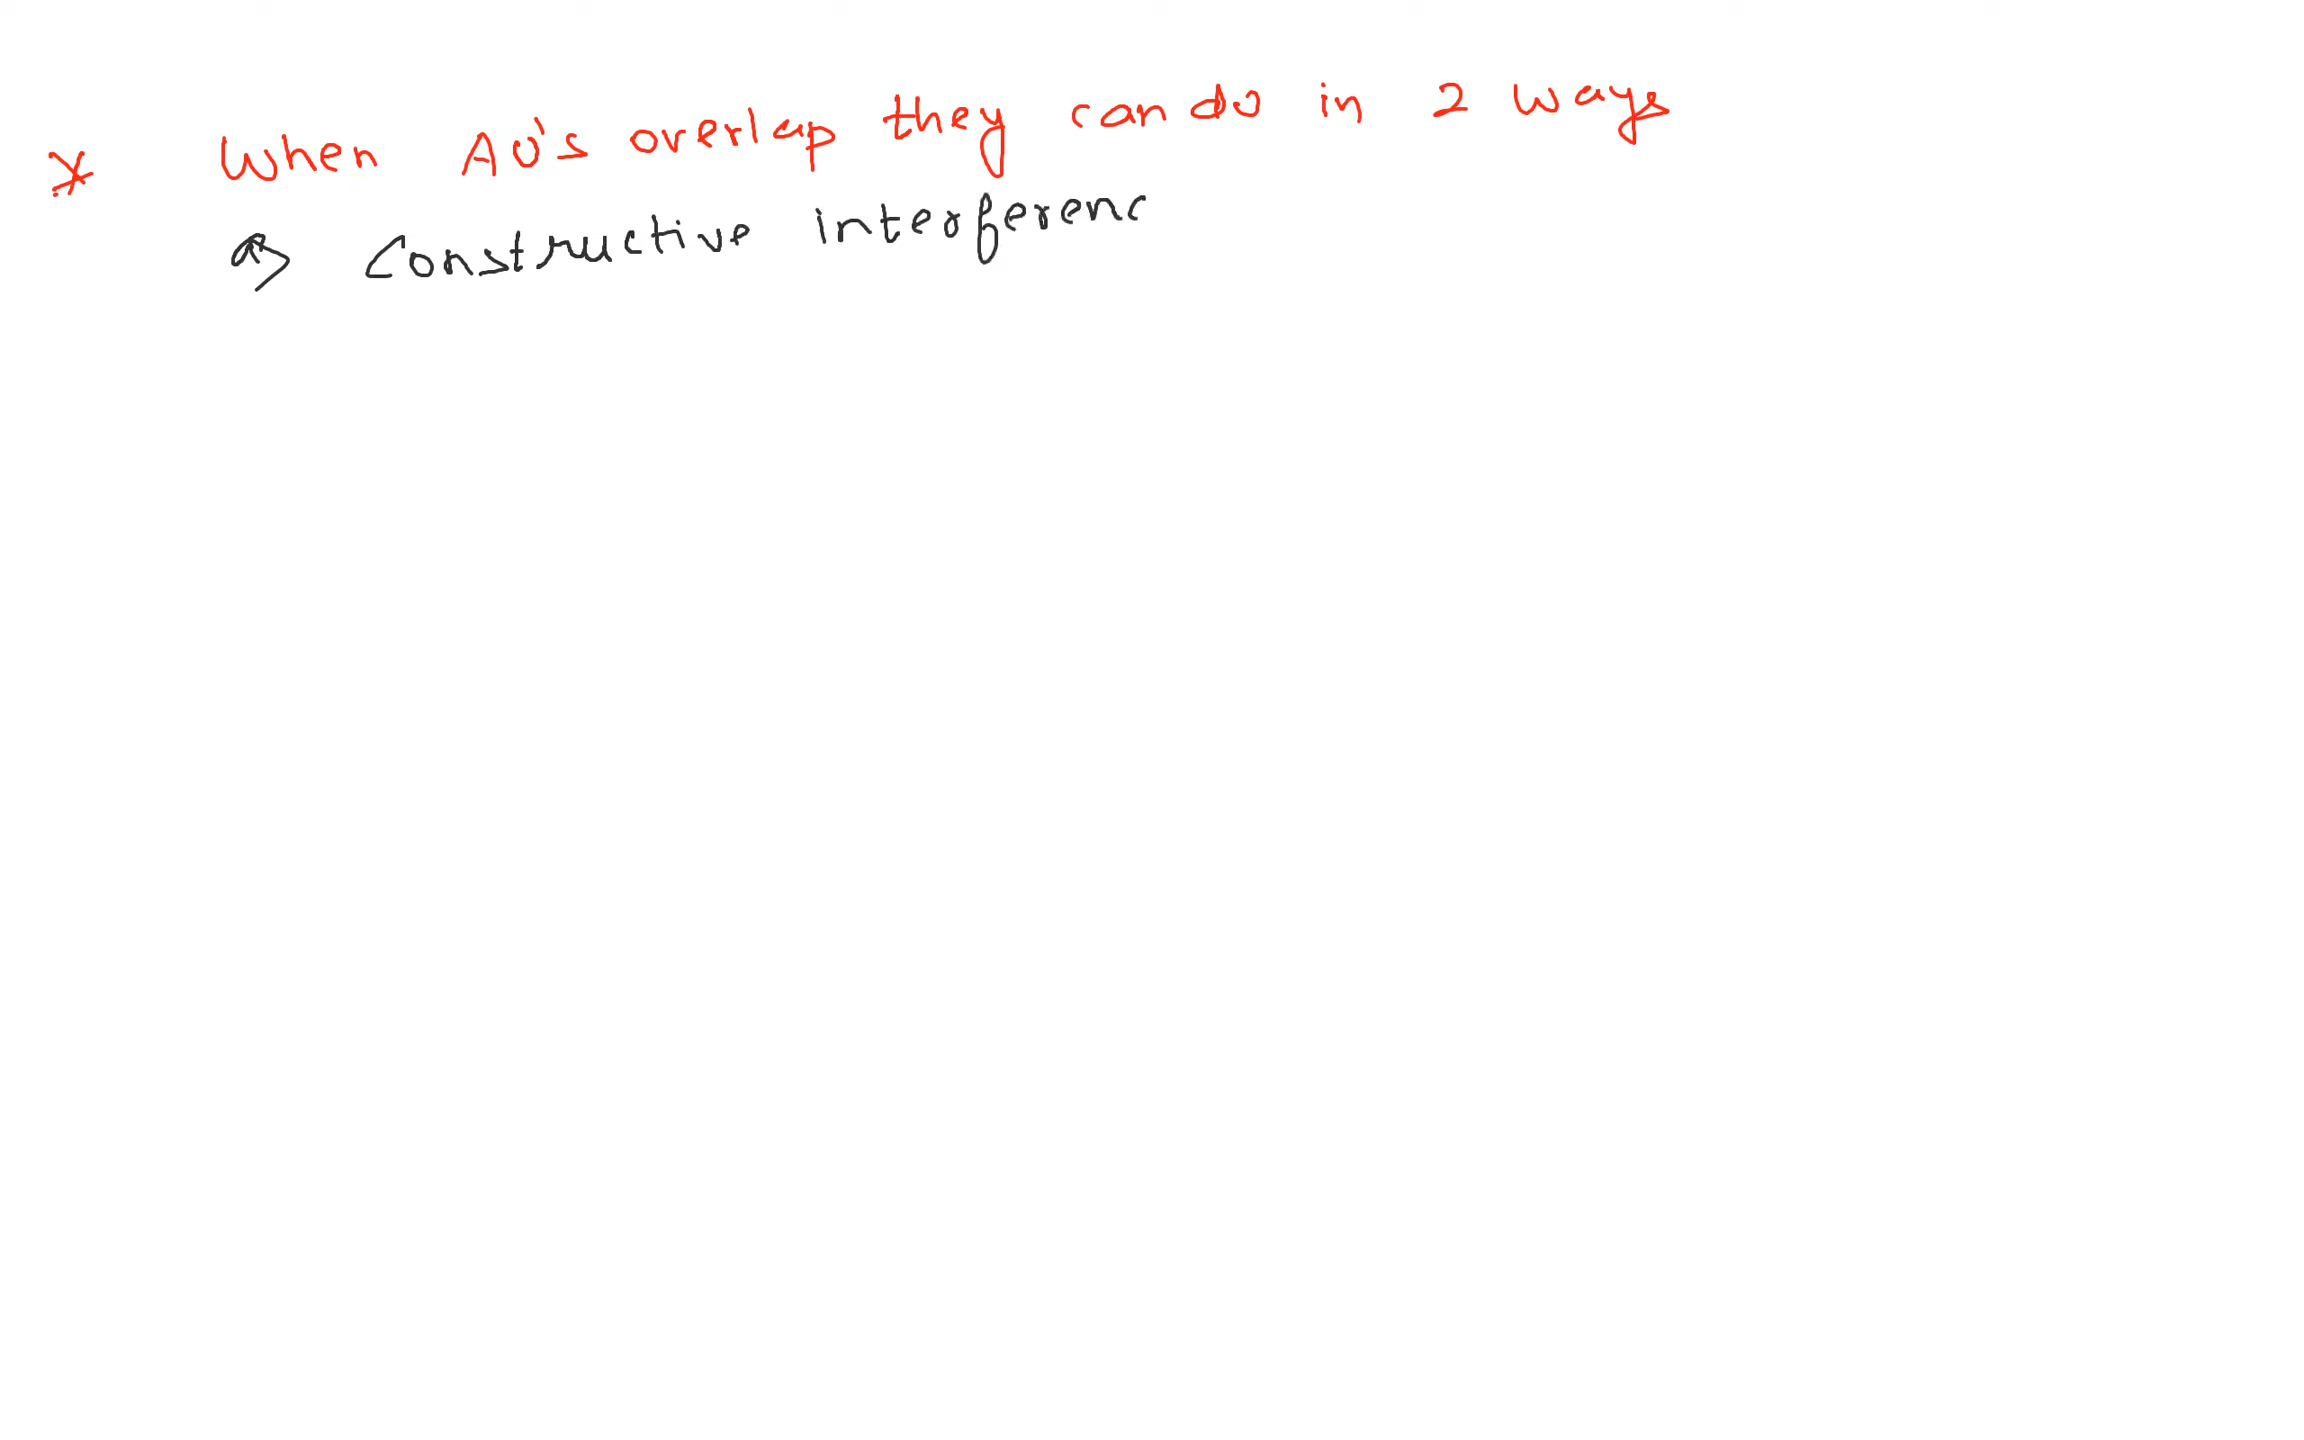 * When AO's overlap they can do in 2 ways
a) Constructive interferenc